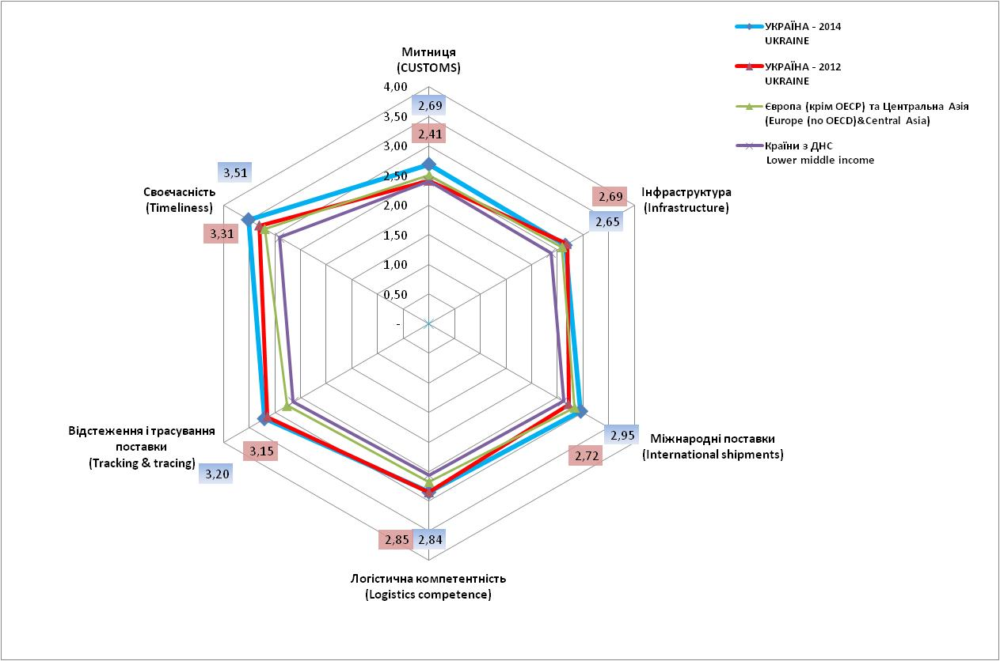 УКРАЇНА - 2014
UKRAINE
УКРАЇНА - 2012
UKRAINE
Європа (крім ОЕСР) та Центральна Азія
(Europe (no OECD)&Central Asia)
Країни з ДНС
Lower middle income
Митниця
(CUSTOMS)
4,00
2,69
3,50
2,41
3,00
2,50
2,00
1,50
1,00
0,50
-
Інфраструктура
(Infrastructure)
2,69
2,65
Міжнародні поставки
(International shipments)
2,95
2,72
2,85
2,84
Логістична компетентність
(Logistics competence)
Відстеження і трасування
поставки
(Tracking & tracing)
3,15
3,20
3,51
Своєчасність
(Timeliness)
3,31